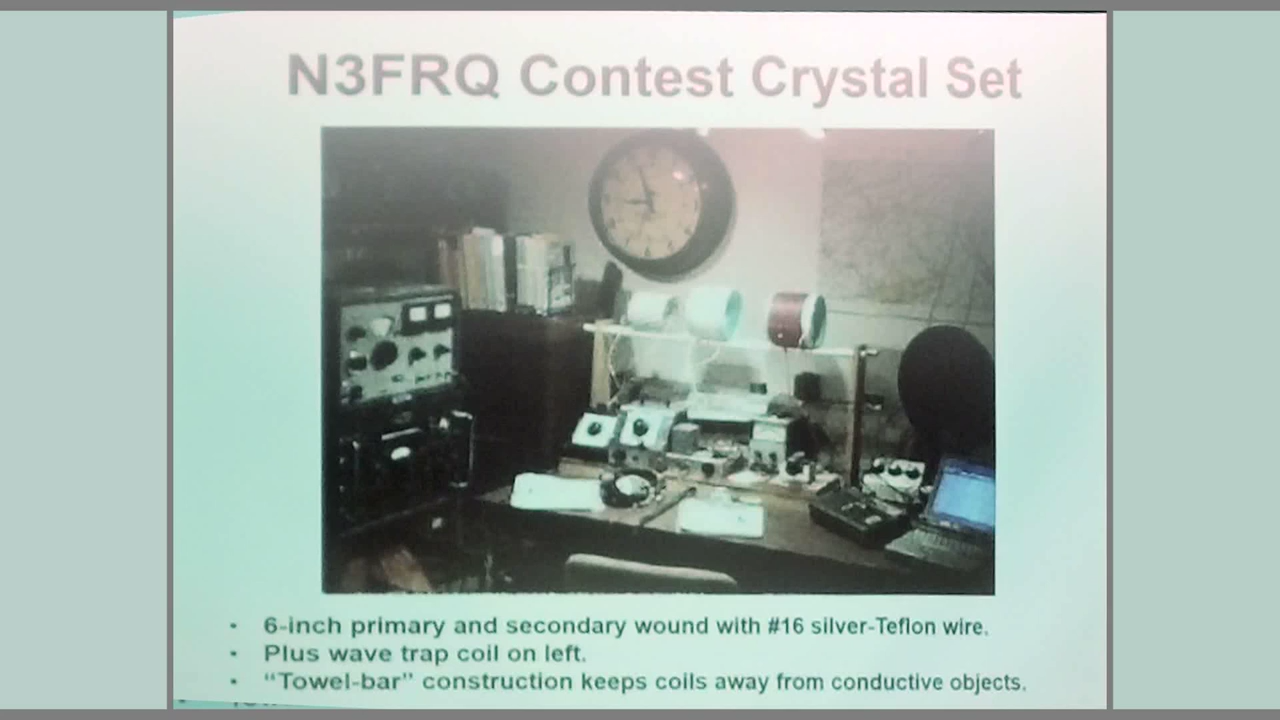 N3FRQ Contest Crystal Set
• 6-inch primary and secondary wound with #16 silver-Teflon wire.
• Plus wave trap coil on left.
• “Towel-bar” construction keeps coils away from conductive objects.